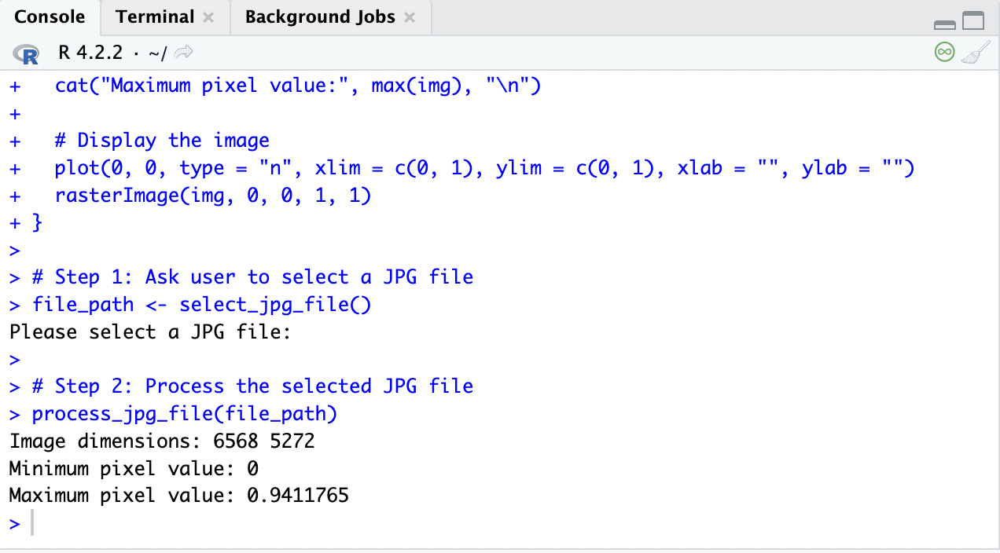 Console Terminal × Background Jobs ×
R R 4.2.2 · ~/
+   cat("Maximum pixel value:", max(img), "\n")
+
+   # Display the image
+   plot(0, 0, type = "n", xlim = c(0, 1), ylim = c(0, 1), xlab = "", ylab = "")
+   rasterImage(img, 0, 0, 1, 1)
+ }
>
> # Step 1: Ask user to select a JPG file
> file_path <- select_jpg_file()
Please select a JPG file:
>
> # Step 2: Process the selected JPG file
> process_jpg_file(file_path)
Image dimensions: 6568 5272
Minimum pixel value: 0
Maximum pixel value: 0.9411765
>